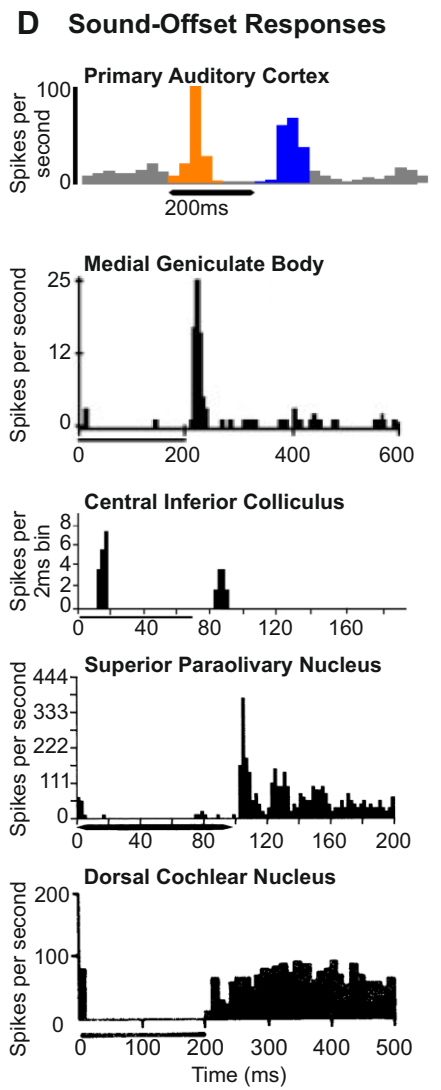 D Sound-Offset Responses
Primary Auditory Cortex
Spikes per
second
100
0
200ms
Medial Geniculate Body
Spikes per second
25
12
0
0 200 400 600
Central Inferior Colliculus
Spikes per
2ms bin
8
6
4
2
0
0 40 80 120 160
Superior Paraolivary Nucleus
Spikes per second
444
333
222
111
0
0 40 80 120 160 200
Dorsal Cochlear Nucleus
Spikes per second
200
100
0
0 100 200 300 400 500
Time (ms)